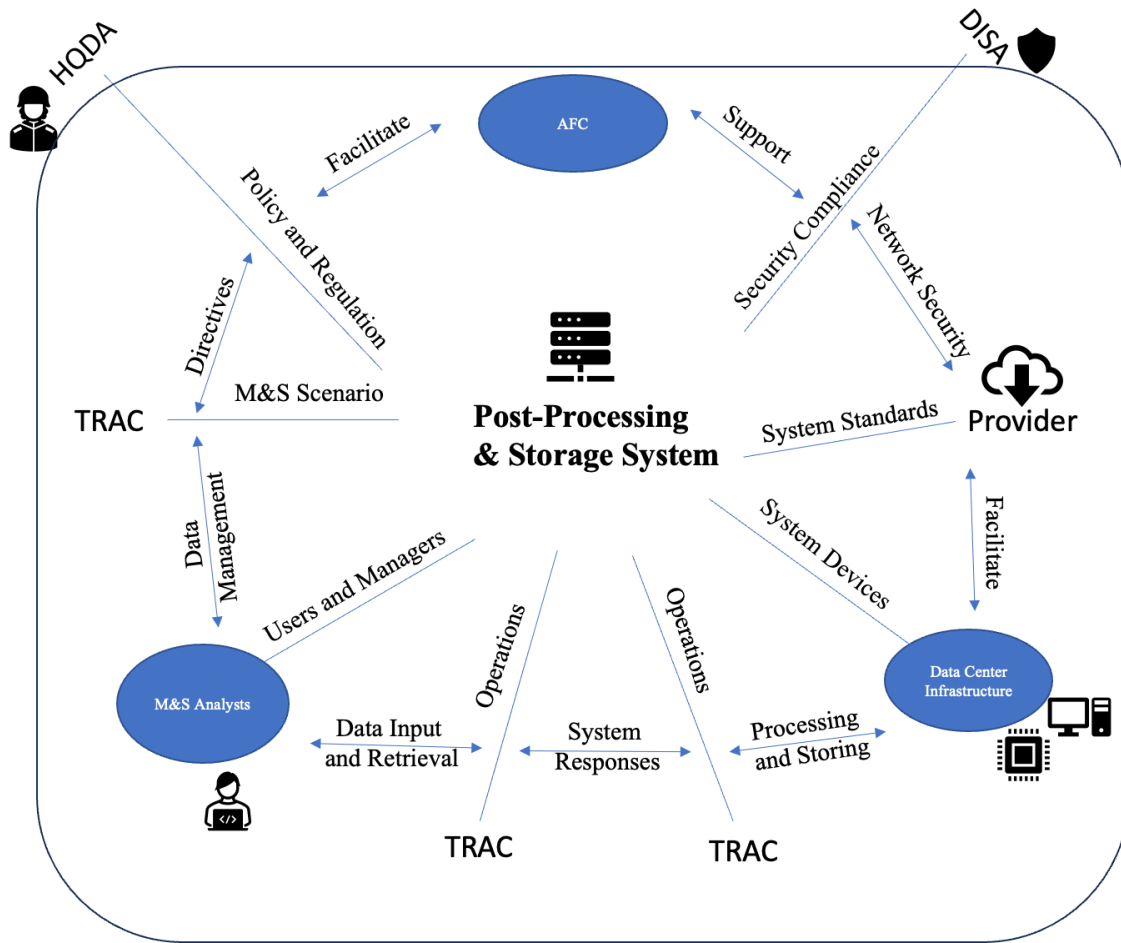 HQDA
DISA
AFC
Facilitate
Support
Policy and Regulation
Security Compliance
Network Security
Directives
M&S Scenario
TRAC
Post-Processing
& Storage System
System Standards
Provider
Data
Management
Users and Managers
Operations
Operations
System Devices
Facilitate
M&S Analysts
Data Center
Infrastructure
Data Input
and Retrieval
System
Responses
Processing
and Storing
</>
TRAC
TRAC